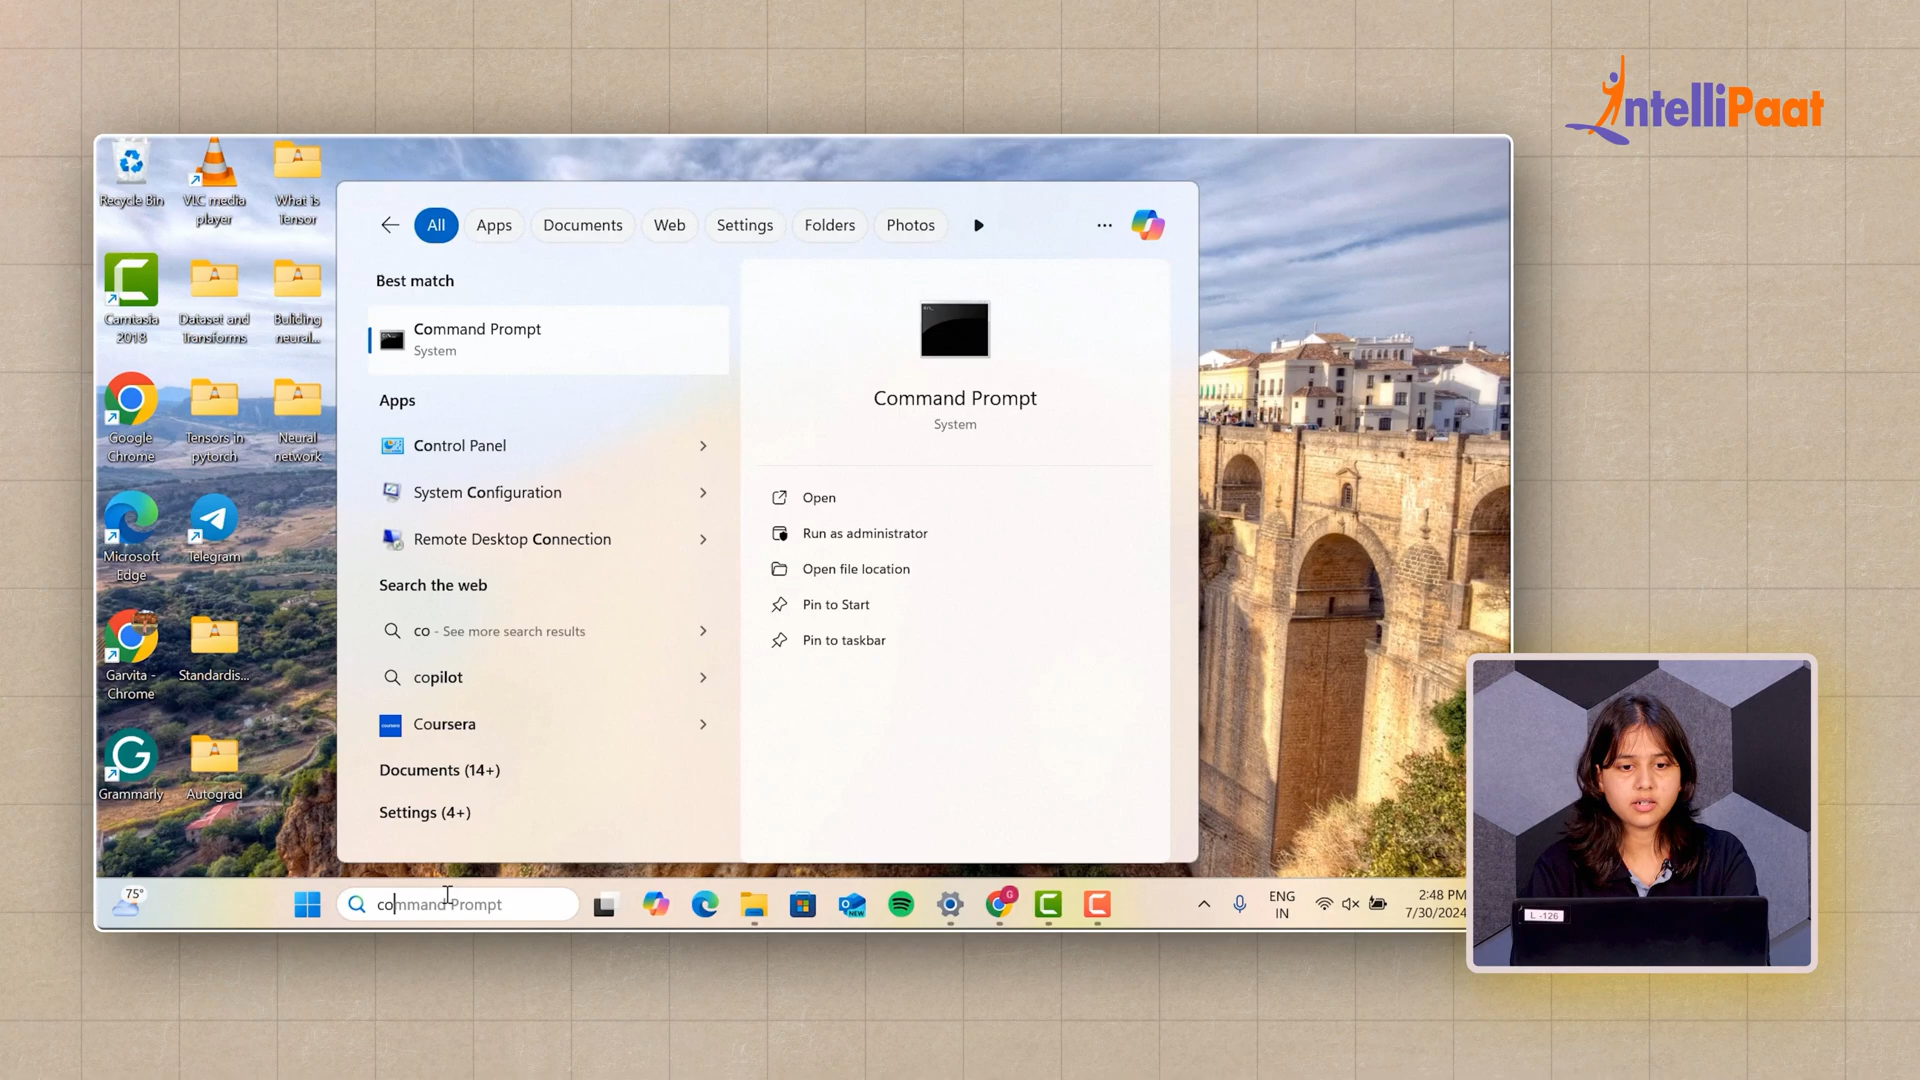 IntelliPaat
Recycle Bin
VLC media
player
What is
Tensor
Camtasia
2018
Dataset and
Transforms
Building
neural...
Google
Chrome
Tensors in
pytorch
Neural
network
Microsoft
Edge
Telegram
Garvita -
Chrome
Standardis...
Grammarly
Autograd
All
Apps
Documents
Web
Settings
Folders
Photos
Best match
Command Prompt
System
Apps
Control Panel
System Configuration
Remote Desktop Connection
Search the web
co - See more search results
copilot
Coursera
Documents (14+)
Settings (4+)
Command Prompt
System
Open
Run as administrator
Open file location
Pin to Start
Pin to taskbar
75°
command Prompt
NEW
G
ENG
IN
2:48 PM
7/30/2024
L -126